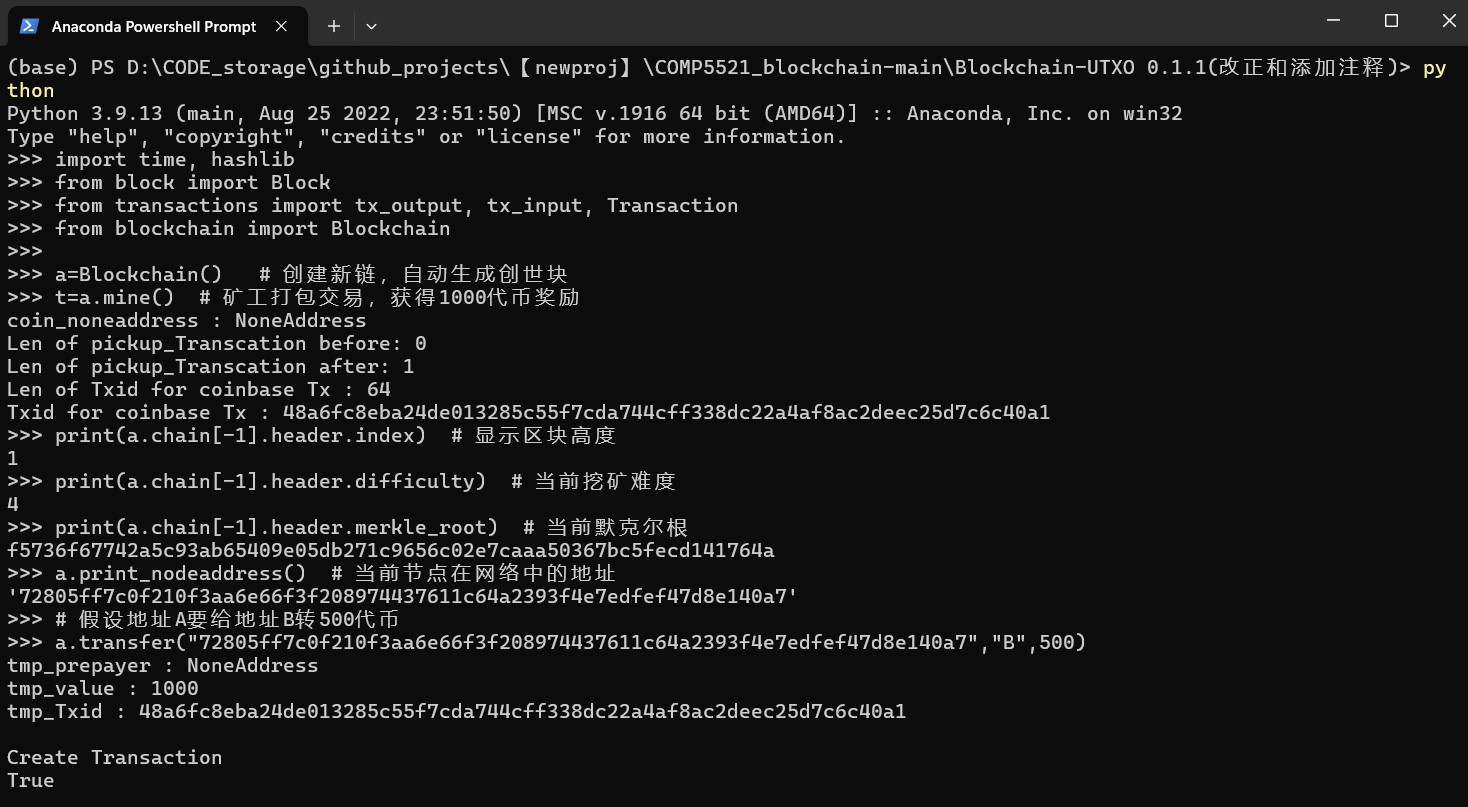 Anaconda Powershell Prompt
(base) PS D:\CODE_storage\github_projects\【newproj】\COMP5521_blockchain-main\Blockchain-UTXO 0.1.1(改正和添加注释)> py
thon
Python 3.9.13 (main, Aug 25 2022, 23:51:50) [MSC v.1916 64 bit (AMD64)] :: Anaconda, Inc. on win32
Type "help", "copyright", "credits" or "license" for more information.
>>> import time, hashlib
>>> from block import Block
>>> from transactions import tx_output, tx_input, Transaction
>>> from blockchain import Blockchain
>>>
>>> a=Blockchain()   # 创建新链，自动生成创世块
>>> t=a.mine()  # 矿工打包交易，获得1000代币奖励
coin_noneaddress : NoneAddress
Len of pickup_Transcation before: 0
Len of pickup_Transcation after: 1
Len of Txid for coinbase Tx : 64
Txid for coinbase Tx : 48a6fc8eba24de013285c55f7cda744cff338dc22a4af8ac2deec25d7c6c40a1
>>> print(a.chain[-1].header.index)  # 显示区块高度
1
>>> print(a.chain[-1].header.difficulty)  # 当前挖矿难度
4
>>> print(a.chain[-1].header.merkle_root)  # 当前默克尔根
f5736f67742a5c93ab65409e05db271c9656c02e7caaa50367bc5fecd141764a
>>> a.print_nodeaddress()  # 当前节点在网络中的地址
'72805ff7c0f210f3aa6e66f3f208974437611c64a2393f4e7edfef47d8e140a7'
>>> # 假设地址A要给地址B转500代币
>>> a.transfer("72805ff7c0f210f3aa6e66f3f208974437611c64a2393f4e7edfef47d8e140a7","B",500)
tmp_prepayer : NoneAddress
tmp_value : 1000
tmp_Txid : 48a6fc8eba24de013285c55f7cda744cff338dc22a4af8ac2deec25d7c6c40a1
Create Transaction
True